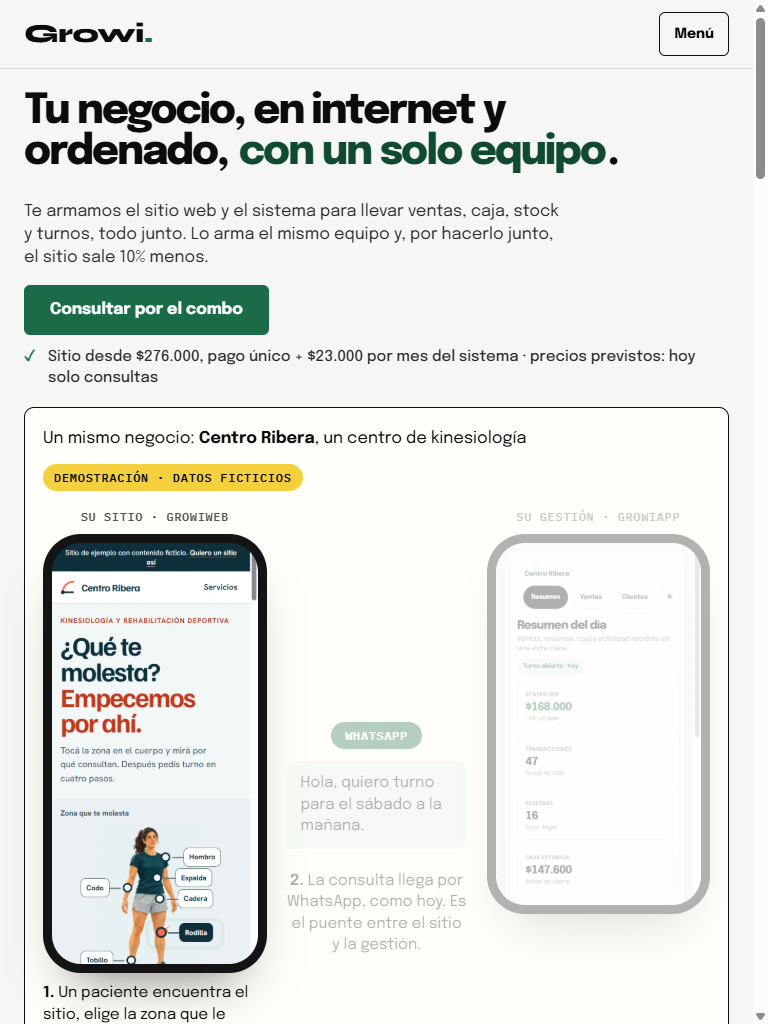 Growi.
Menú
Tu negocio, en internet y
ordenado, con un solo equipo.
Te armamos el sitio web y el sistema para llevar ventas, caja, stock
y turnos, todo junto. Lo arma el mismo equipo y, por hacerlo junto,
el sitio sale 10% menos.
Consultar por el combo
✓ Sitio desde $276.000, pago único + $23.000 por mes del sistema · precios previstos: hoy
solo consultas
Un mismo negocio: Centro Ribera, un centro de kinesiología
DEMOSTRACIÓN · DATOS FICTICIOS
SU SITIO · GROWIWEB
Sitio de ejemplo con contenido ficticio. Quiero un sitio
así
Centro Ribera
Servicios
KINESIOLOGÍA Y REHABILITACIÓN DEPORTIVA
¿Qué te
molesta?
Empecemos
por ahí.
Tocá la zona en el cuerpo y mirá por
qué consultan. Después pedís turno en
cuatro pasos.
Zona que te molesta
Hombro
Espalda
Codo
Cadera
Rodilla
Tobillo
1. Un paciente encuentra el
sitio, elige la zona que le
WHATSAPP
Hola, quiero turno
para el sábado a la
mañana.
2. La consulta llega por
WhatsApp, como hoy. Es
el puente entre el sitio
y la gestión.
SU GESTIÓN · GROWIAPP
Centro Ribera
Resumen
Ventas
Clientes
Resumen del día
Ventas, reservas, caja y actividad reciente en
una vista clara.
Turno abierto · hoy
VENTAS HOY
$168.000
TRANSACCIONES
47
Ticket $21.000
RESERVAS
16
CAJA ESTIMADA
$147.600
Antes de cierre